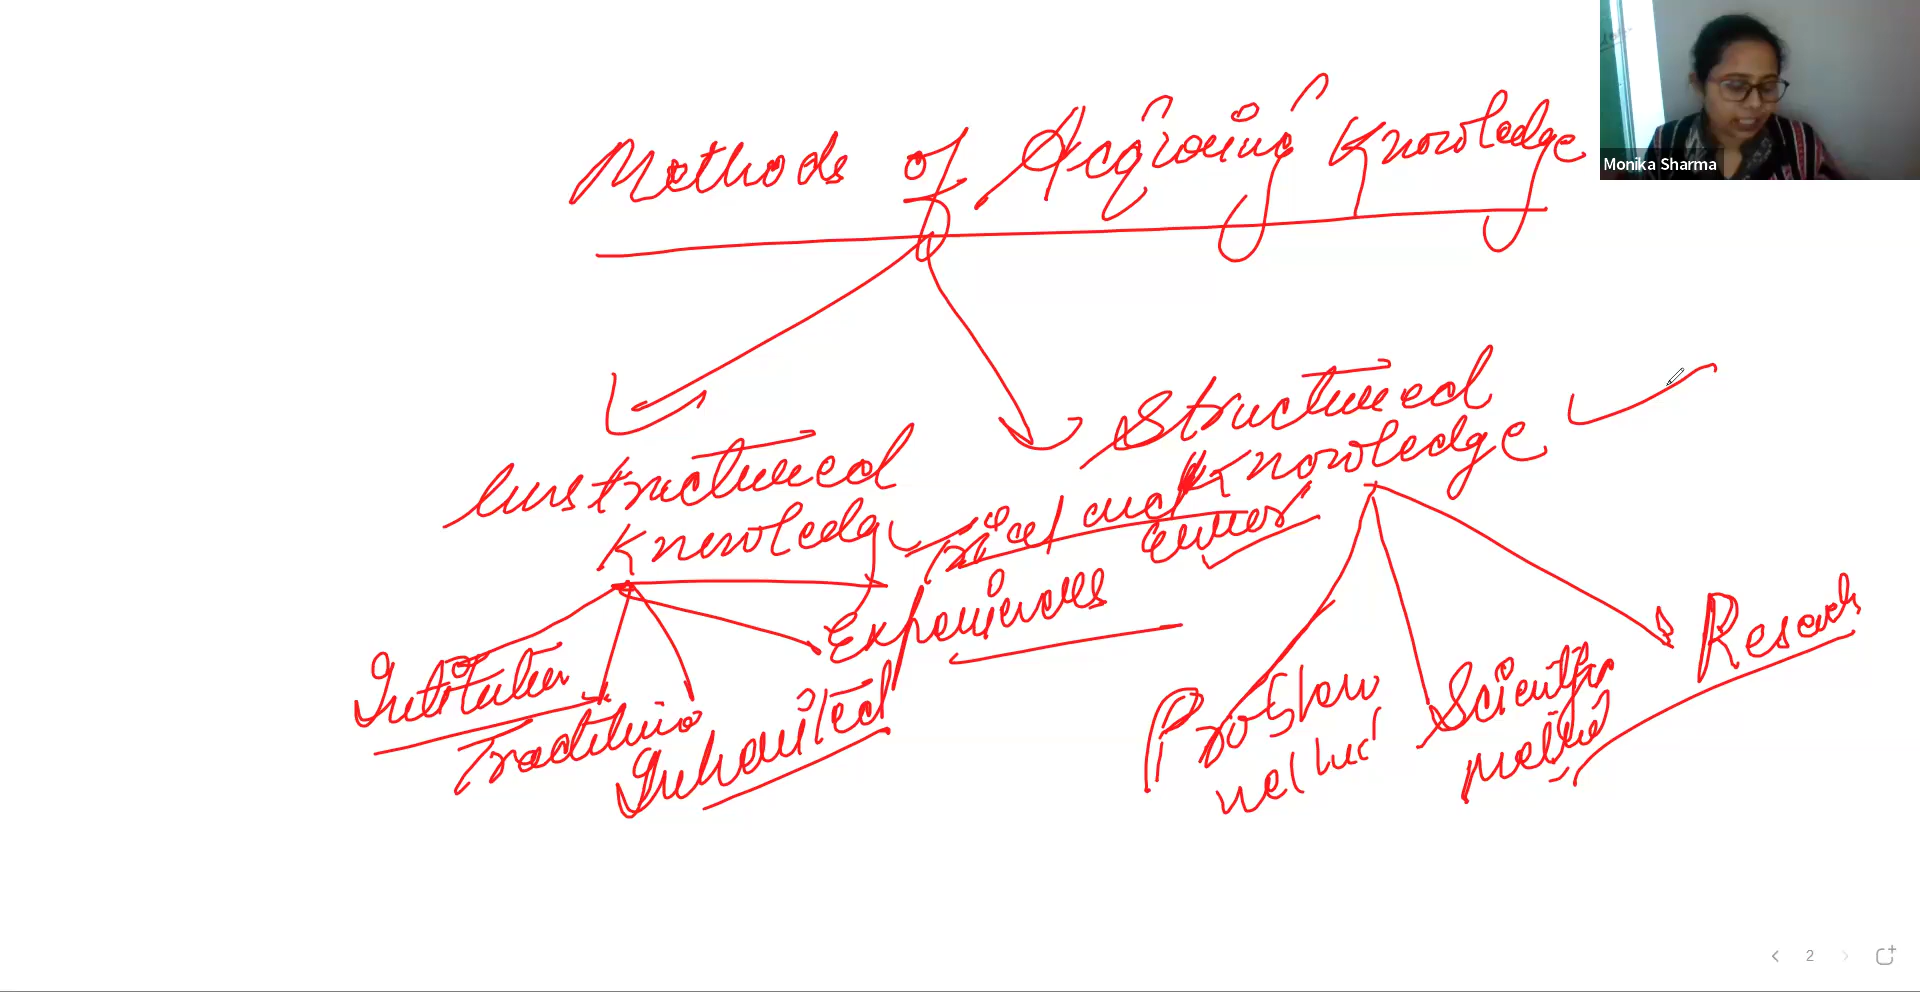 Methods of Acquiring Knowledge
Monika Sharma
Structured
Knowledge
Unstructured
Knowledge
Trial and
Error
Experiences
Intuition
Tradition
Inherited
Problem
Scientific
method
Research
2